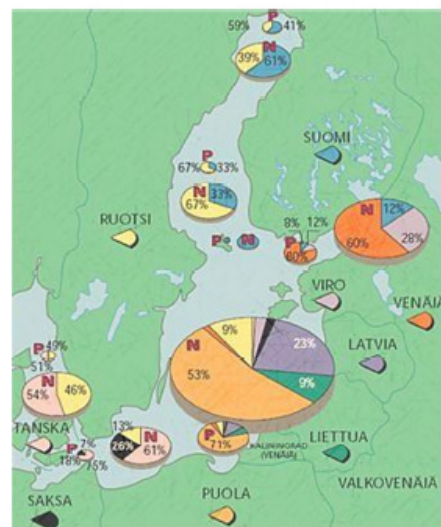 P
59% 41%
N
39% 61%
SUOMI
P
67% 33%
N
33%
67%
RUOTSI
P N
8% 12%
P
60%
N
12%
28%
60%
VIRO
VENÄJÄ
N
9%
23%
53%
9%
LATVIA
P
49%
51%
N
54% 46%
TANSKA
P 7%
18% 75%
13% N
26%
61%
P
71%
KALININGRAD
(VENÄJÄ)
LIETTUA
VALKOVENÄJÄ
SAKSA
PUOLA